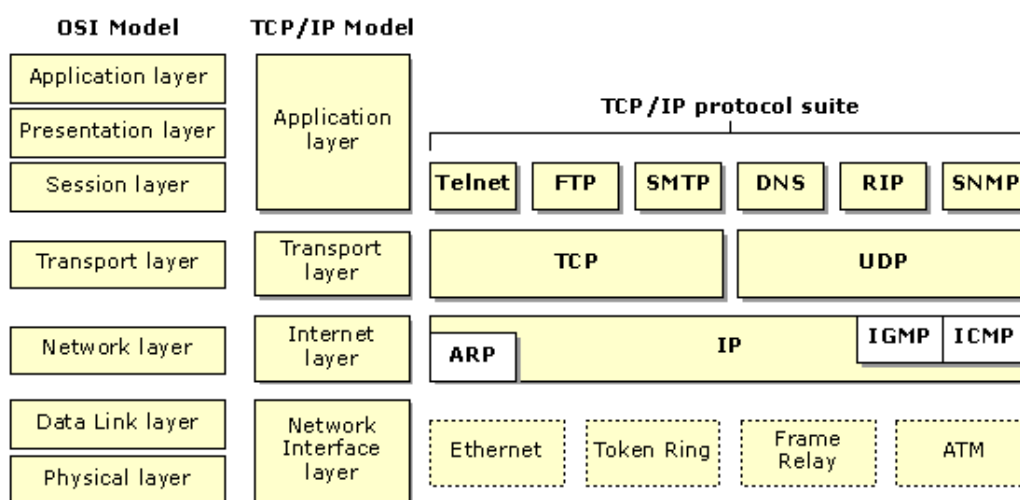 OSI Model
TCP/IP Model
Application layer
Presentation layer
Session layer
Transport layer
Network layer
Data Link layer
Physical layer
Application
layer
Transport
layer
Internet
layer
Network
Interface
layer
TCP/IP protocol suite
Telnet
FTP
SMTP
DNS
RIP
SNMP
TCP
UDP
ARP
IP
IGMP
ICMP
Ethernet
Token Ring
Frame
Relay
ATM